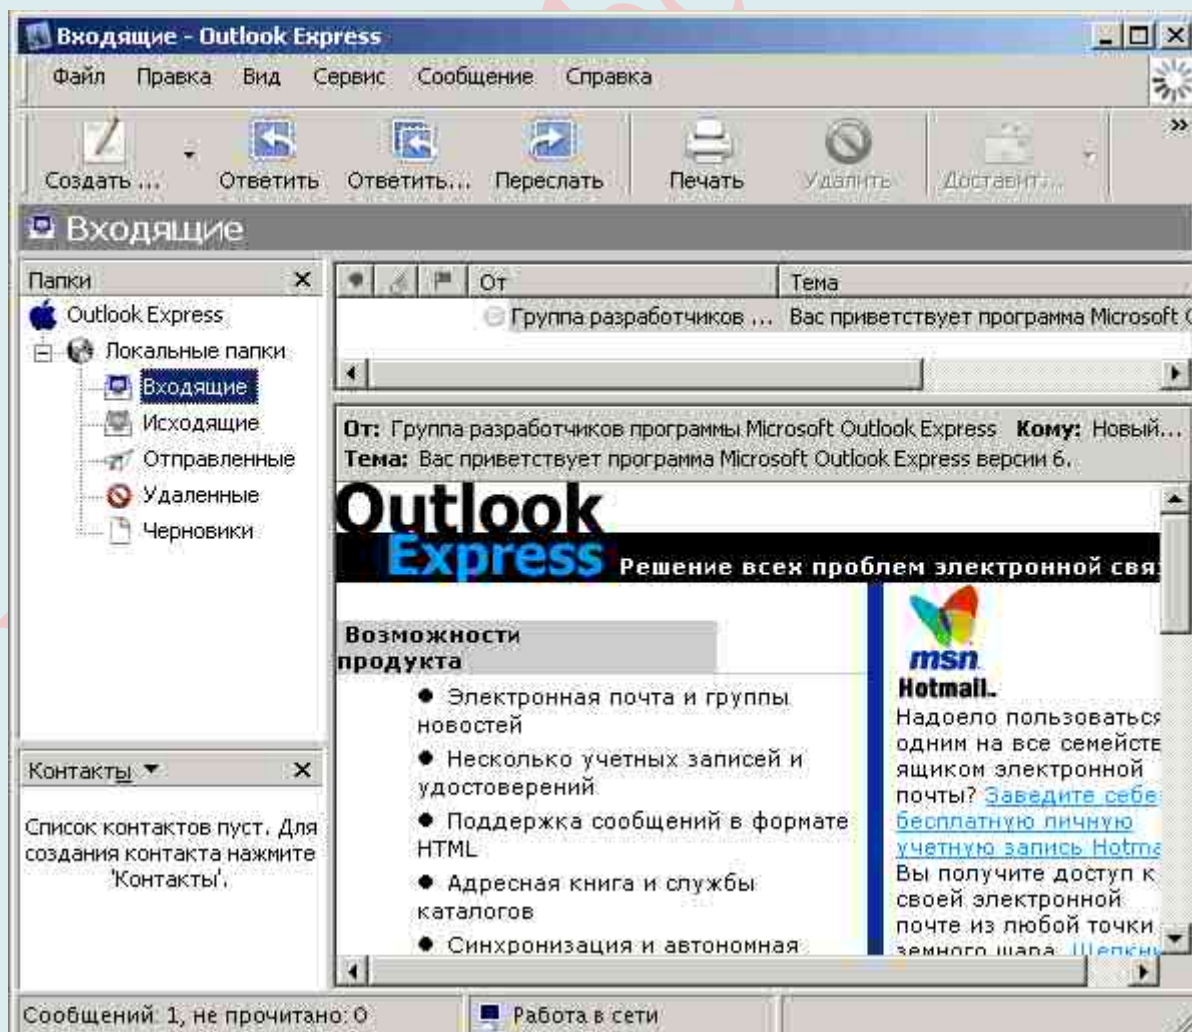 Входящие - Outlook Express
Файл Правка Вид Сервис Сообщение Справка
Создать ... Ответить Ответить... Переслать Печать Удалить Доставит...
Входящие
Папки
От Тема
Outlook Express
Группа разработчиков ... Вас приветствует программа Microsoft
Локальные папки
Входящие
Исходящие
Отправленные
Удаленные
Черновики
От: Группа разработчиков программы Microsoft Outlook Express Кому: Новый...
Тема: Вас приветствует программа Microsoft Outlook Express версии 6.
Outlook
Express Решение всех проблем электронной связ
Возможности
продукта
● Электронная почта и группы
новостей
● Несколько учетных записей и
удостоверений
● Поддержка сообщений в формате
HTML
● Адресная книга и службы
каталогов
● Синхронизация и автономная
msn
Hotmail.
Надоело пользоваться
одним на все семейств
ящиком электронной
почты? Заведите себе
бесплатную личную
учетную запись Hotma
Вы получите доступ к
своей электронной
почте из любой точки
земного шара. Щелкни
Контакты
Список контактов пуст. Для
создания контакта нажмите
'Контакты'.
Сообщений: 1, не прочитано: 0 Работа в сети